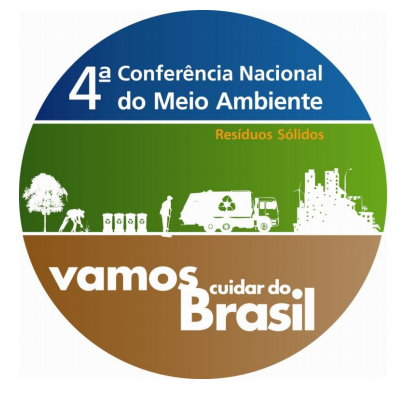 4ª Conferência Nacional
do Meio Ambiente
Resíduos Sólidos
vamos cuidar do
Brasil